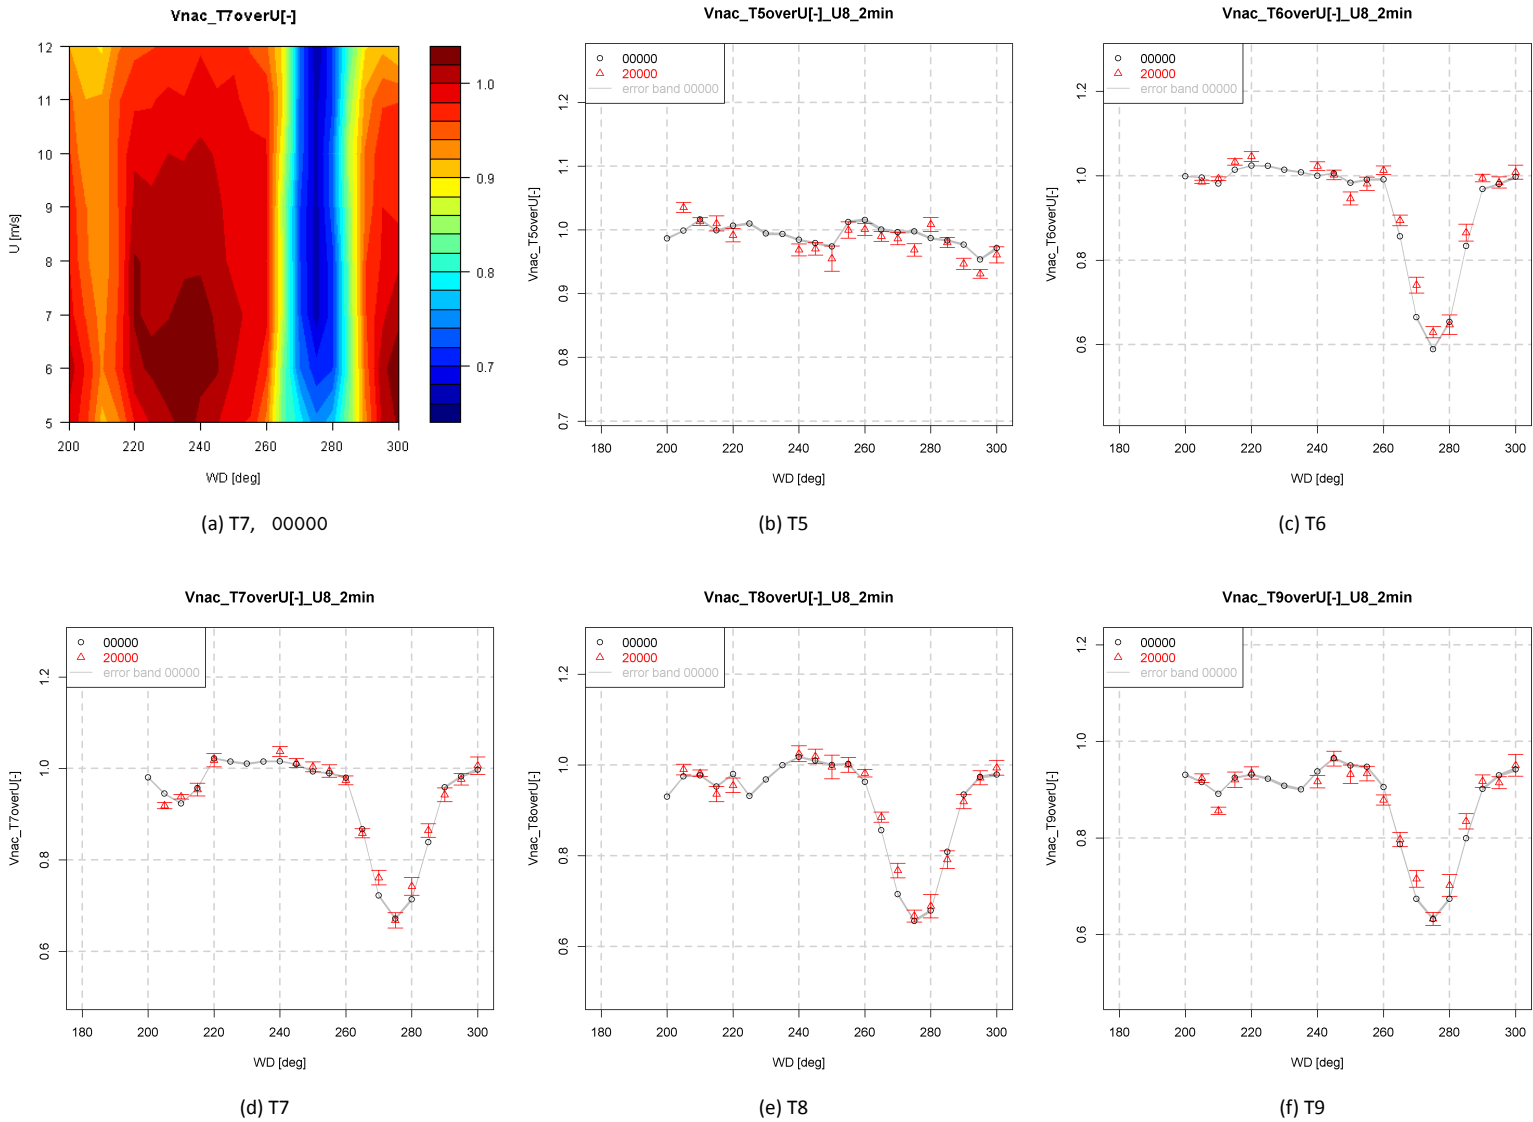 Vnac_T7overU[-]
12
11
10
9
8
7
6
5
U [m/s]
200 220 240 260 280 300
WD [deg]
1.0
0.9
0.8
0.7
(a) T7, 00000
Vnac_T5overU[-]_U8_2min
00000
20000
error band 00000
1.2
1.1
1.0
0.9
0.8
0.7
Vnac_T5overU[-]
180 200 220 240 260 280 300
WD [deg]
(b) T5
Vnac_T6overU[-]_U8_2min
00000
20000
error band 00000
1.2
1.0
0.8
0.6
Vnac_T6overU[-]
180 200 220 240 260 280 300
WD [deg]
(c) T6
Vnac_T7overU[-]_U8_2min
00000
20000
error band 00000
1.2
1.0
0.8
0.6
Vnac_T7overU[-]
180 200 220 240 260 280 300
WD [deg]
(d) T7
Vnac_T8overU[-]_U8_2min
00000
20000
error band 00000
1.2
1.0
0.8
0.6
Vnac_T8overU[-]
180 200 220 240 260 280 300
WD [deg]
(e) T8
Vnac_T9overU[-]_U8_2min
00000
20000
error band 00000
1.2
1.0
0.8
0.6
Vnac_T9overU[-]
180 200 220 240 260 280 300
WD [deg]
(f) T9